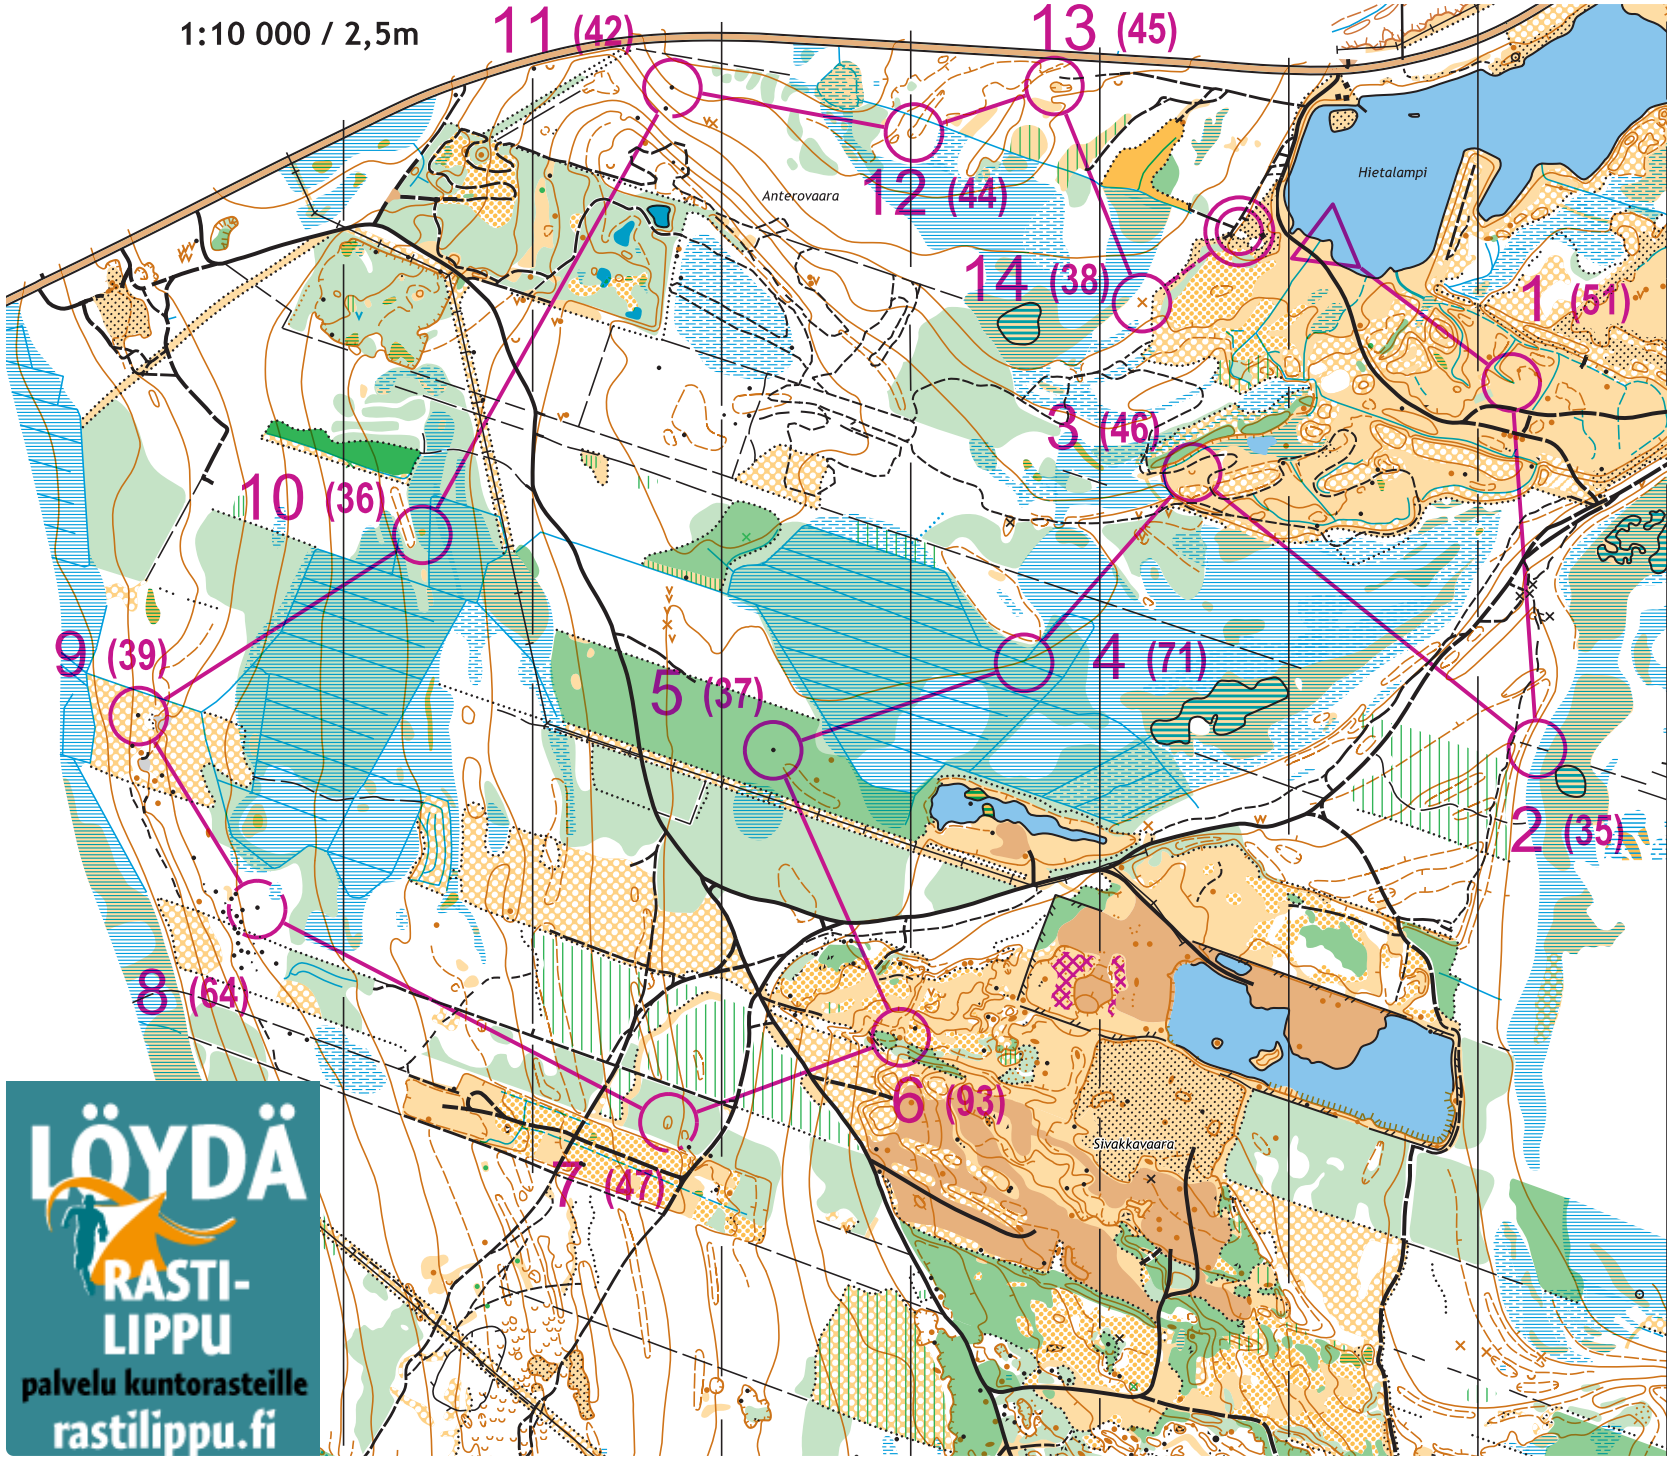 1:10 000 / 2,5m
11 (42)
13 (45)
Hietalampi
Anterovaara
12 (44)
14 (38)
1 (51)
3 (46)
10 (36)
9 (39)
4 (71)
5 (37)
2 (35)
8 (64)
6 (93)
Sivakkavaara
7 (47)
LÖYDÄ
RASTI-
LIPPU
palvelu kuntorasteille
rastilippu.fi